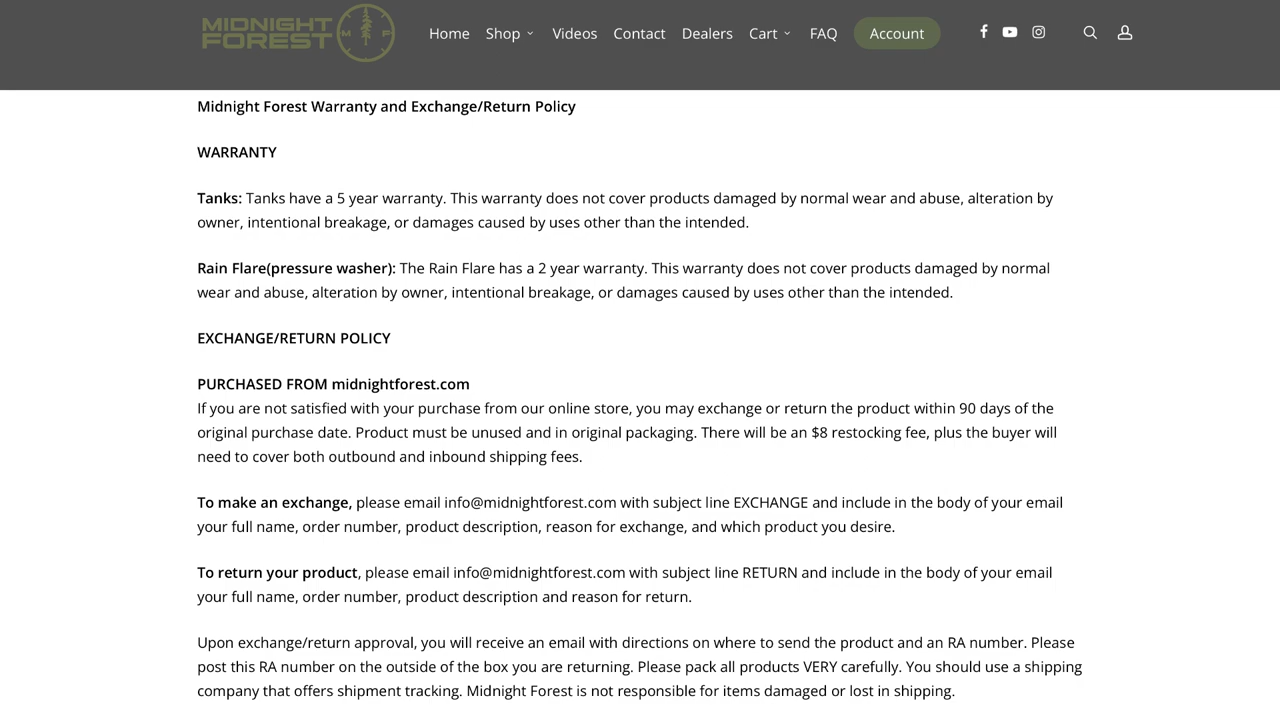 MIDNIGHT
FOREST
M F
Home Shop Videos Contact Dealers Cart FAQ Account
Midnight Forest Warranty and Exchange/Return Policy
WARRANTY
Tanks: Tanks have a 5 year warranty. This warranty does not cover products damaged by normal wear and abuse, alteration by
owner, intentional breakage, or damages caused by uses other than the intended.
Rain Flare(pressure washer): The Rain Flare has a 2 year warranty. This warranty does not cover products damaged by normal
wear and abuse, alteration by owner, intentional breakage, or damages caused by uses other than the intended.
EXCHANGE/RETURN POLICY
PURCHASED FROM midnightforest.com
If you are not satisfied with your purchase from our online store, you may exchange or return the product within 90 days of the
original purchase date. Product must be unused and in original packaging. There will be an $8 restocking fee, plus the buyer will
need to cover both outbound and inbound shipping fees.
To make an exchange, please email info@midnightforest.com with subject line EXCHANGE and include in the body of your email
your full name, order number, product description, reason for exchange, and which product you desire.
To return your product, please email info@midnightforest.com with subject line RETURN and include in the body of your email
your full name, order number, product description and reason for return.
Upon exchange/return approval, you will receive an email with directions on where to send the product and an RA number. Please
post this RA number on the outside of the box you are returning. Please pack all products VERY carefully. You should use a shipping
company that offers shipment tracking. Midnight Forest is not responsible for items damaged or lost in shipping.